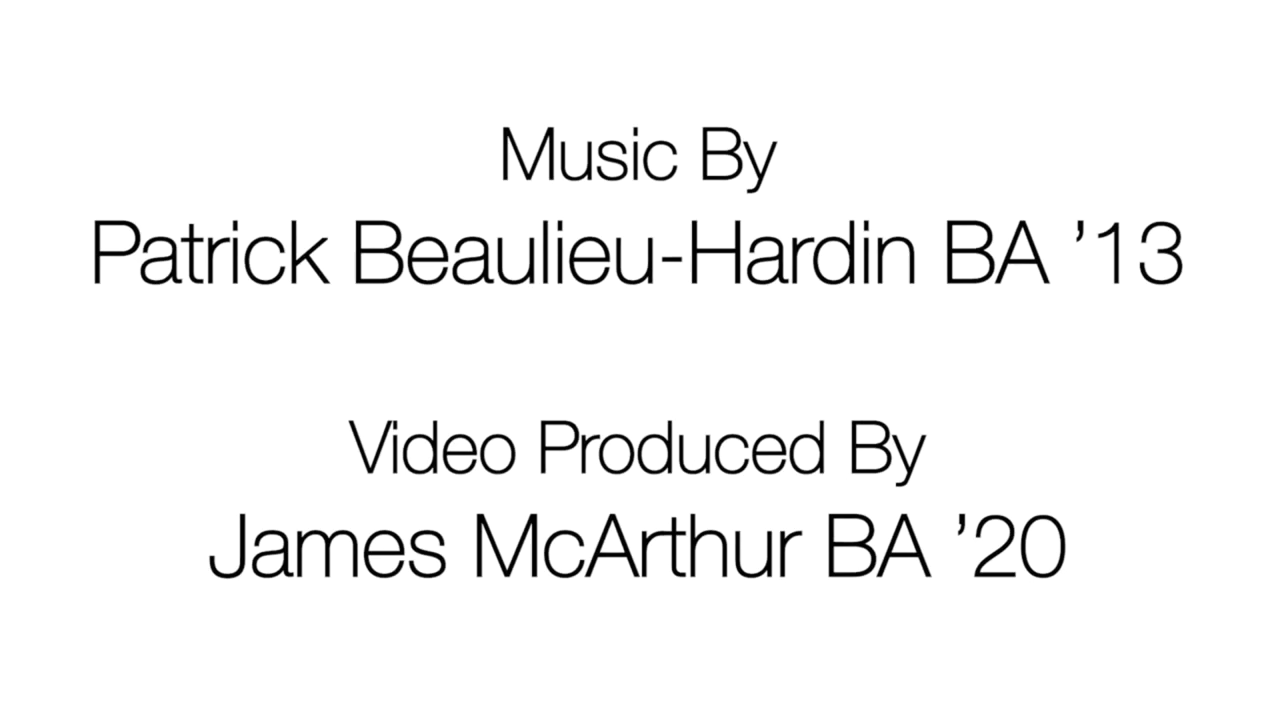 Music By
Patrick Beaulieu-Hardin BA ’13
Video Produced By
James McArthur BA ’20